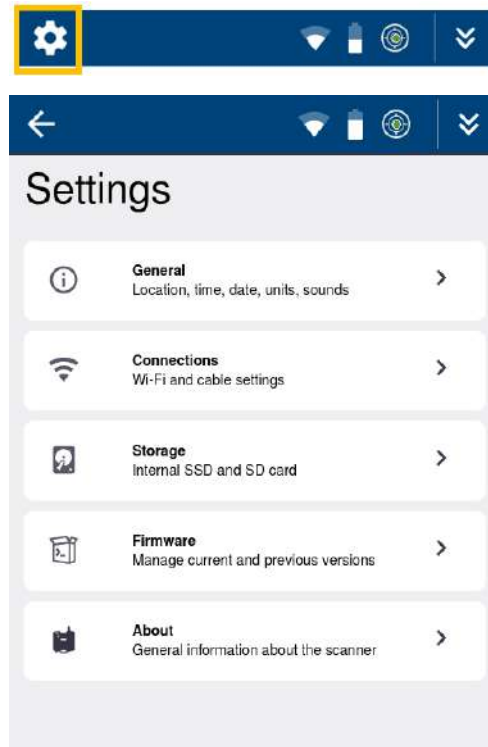 Settings
General
Location, time, date, units, sounds
Connections
Wi-Fi and cable settings
Storage
Internal SSD and SD card
Firmware
Manage current and previous versions
About
General information about the scanner